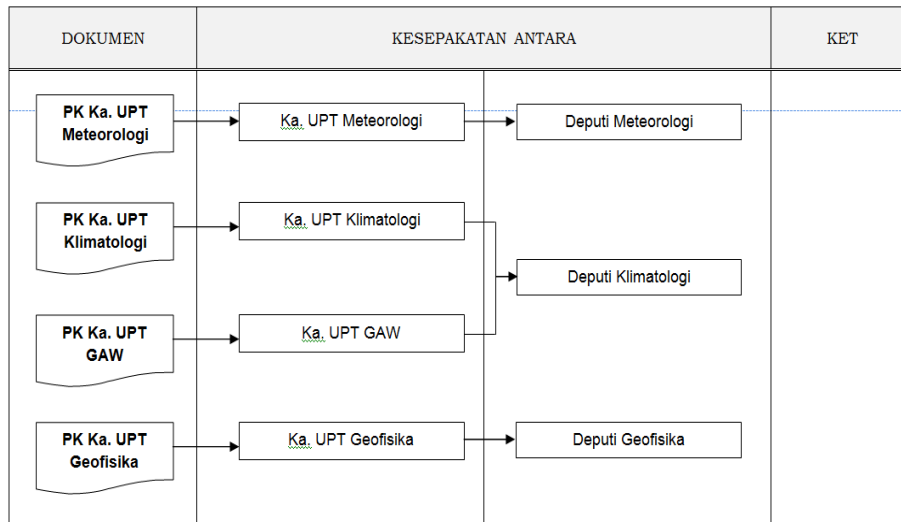 DOKUMEN
KESEPAKATAN ANTARA
KET
PK Ka. UPT
Meteorologi
Ka. UPT Meteorologi
Deputi Meteorologi
PK Ka. UPT
Klimatologi
Ka. UPT Klimatologi
Deputi Klimatologi
PK Ka. UPT
GAW
Ka. UPT GAW
PK Ka. UPT
Geofisika
Ka. UPT Geofisika
Deputi Geofisika